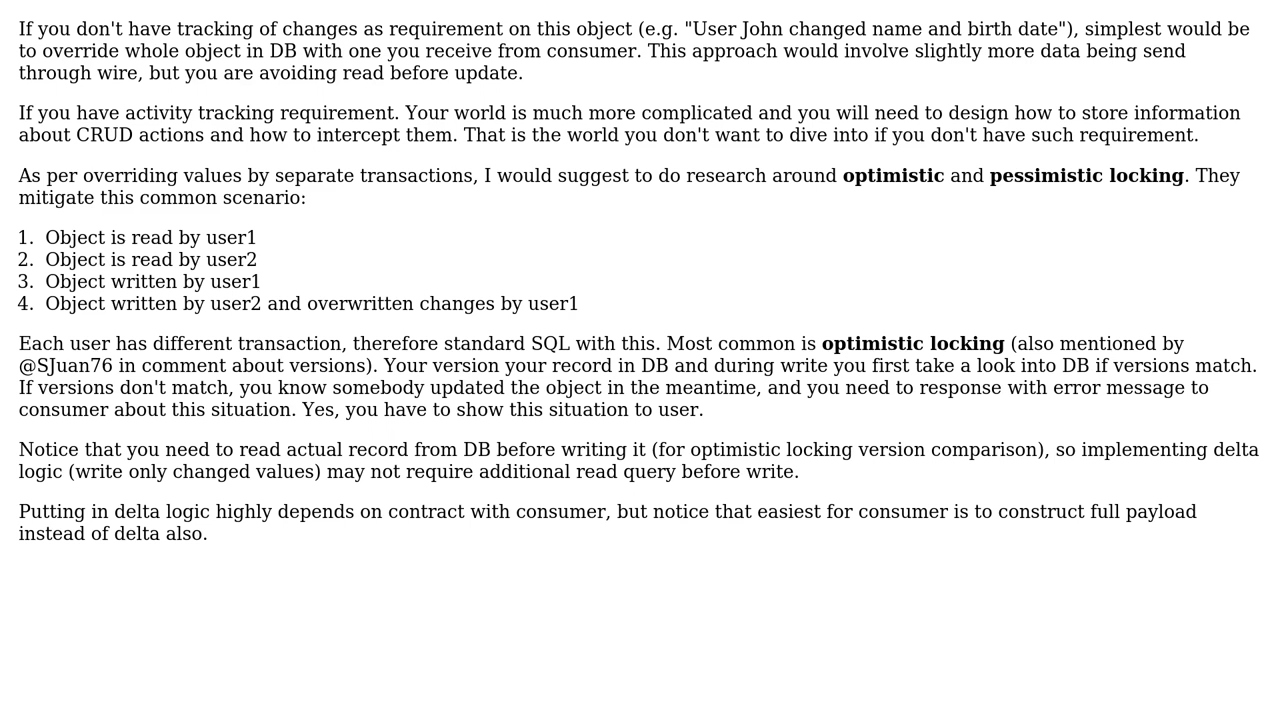 If you don't have tracking of changes as requirement on this object (e.g. "User John changed name and birth date"), simplest would be
to override whole object in DB with one you receive from consumer. This approach would involve slightly more data being send
through wire, but you are avoiding read before update.
If you have activity tracking requirement. Your world is much more complicated and you will need to design how to store information
about CRUD actions and how to intercept them. That is the world you don't want to dive into if you don't have such requirement.
As per overriding values by separate transactions, I would suggest to do research around optimistic and pessimistic locking. They
mitigate this common scenario:
1. Object is read by user1
2. Object is read by user2
3. Object written by user1
4. Object written by user2 and overwritten changes by user1
Each user has different transaction, therefore standard SQL with this. Most common is optimistic locking (also mentioned by
@SJuan76 in comment about versions). Your version your record in DB and during write you first take a look into DB if versions match.
If versions don't match, you know somebody updated the object in the meantime, and you need to response with error message to
consumer about this situation. Yes, you have to show this situation to user.
Notice that you need to read actual record from DB before writing it (for optimistic locking version comparison), so implementing delta
logic (write only changed values) may not require additional read query before write.
Putting in delta logic highly depends on contract with consumer, but notice that easiest for consumer is to construct full payload
instead of delta also.